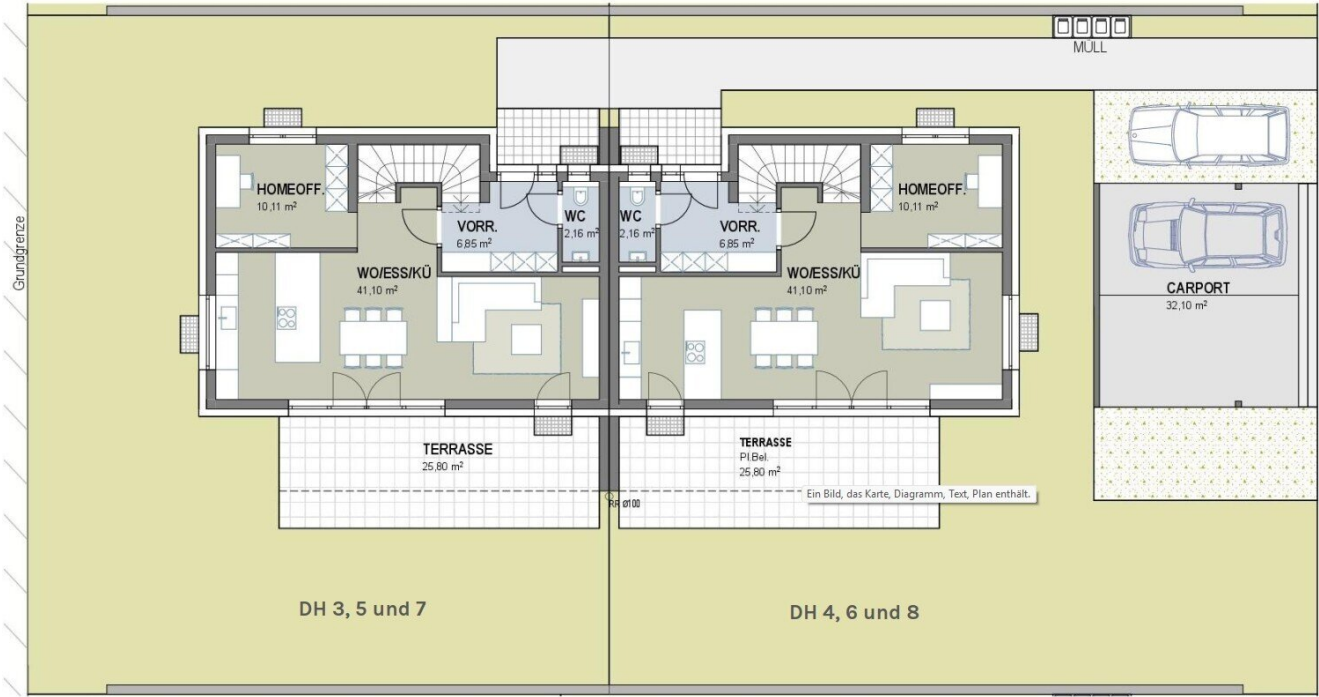 MÜLL
Grundgrenze
HOMEOFF.
10,11 m²
VORR.
6,85 m²
WC
2,16 m²
WC
2,16 m²
VORR.
6,85 m²
HOMEOFF.
10,11 m²
WO/ESS/KÜ
41,10 m²
WO/ESS/KÜ
41,10 m²
CARPORT
32,10 m²
TERRASSE
25,80 m²
TERRASSE
Pl.Bel.
25,80 m²
Ein Bild, das Karte, Diagramm, Text, Plan enthält.
RR ø100
DH 3, 5 und 7
DH 4, 6 und 8